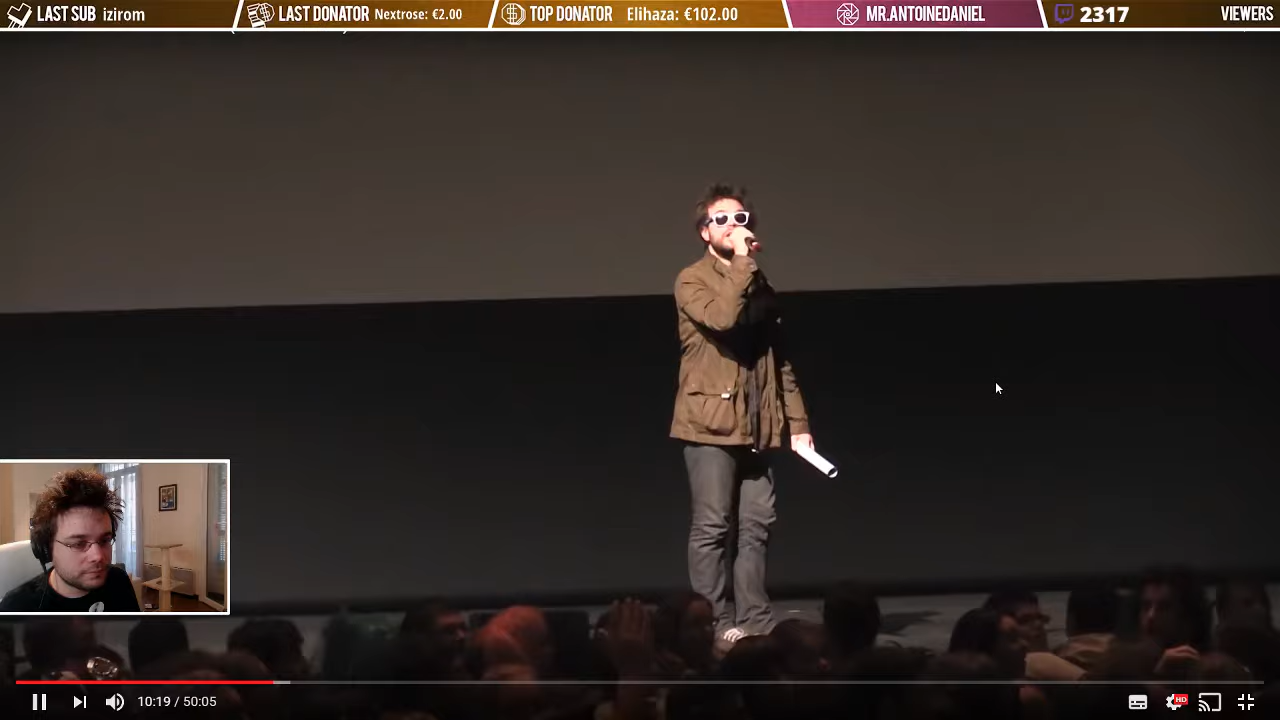 LAST SUB izirom
LAST DONATOR Nextrose: €2.00
TOP DONATOR Elihaza: €102.00
MR.ANTOINEDANIEL
2317 VIEWERS
10:19 / 50:05
HD